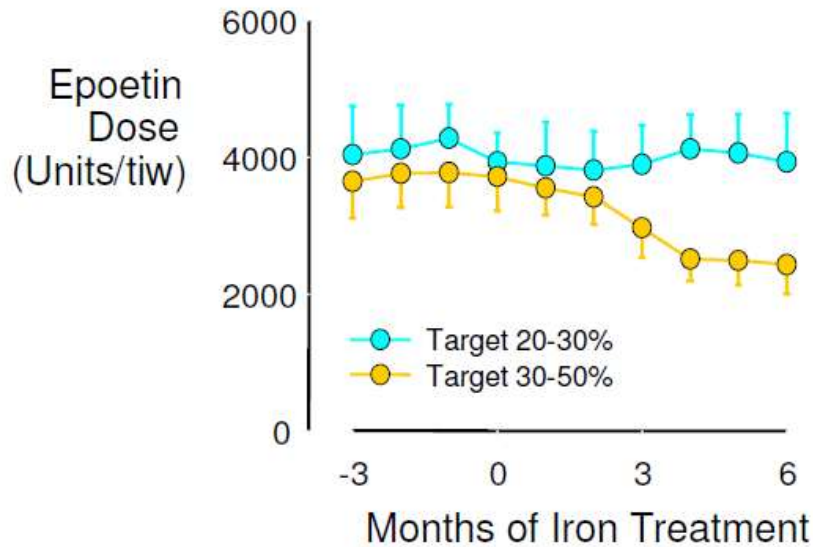 6000
Epoetin
Dose
(Units/tiw)
4000
2000
Target 20-30%
Target 30-50%
0
-3 0 3 6
Months of Iron Treatment